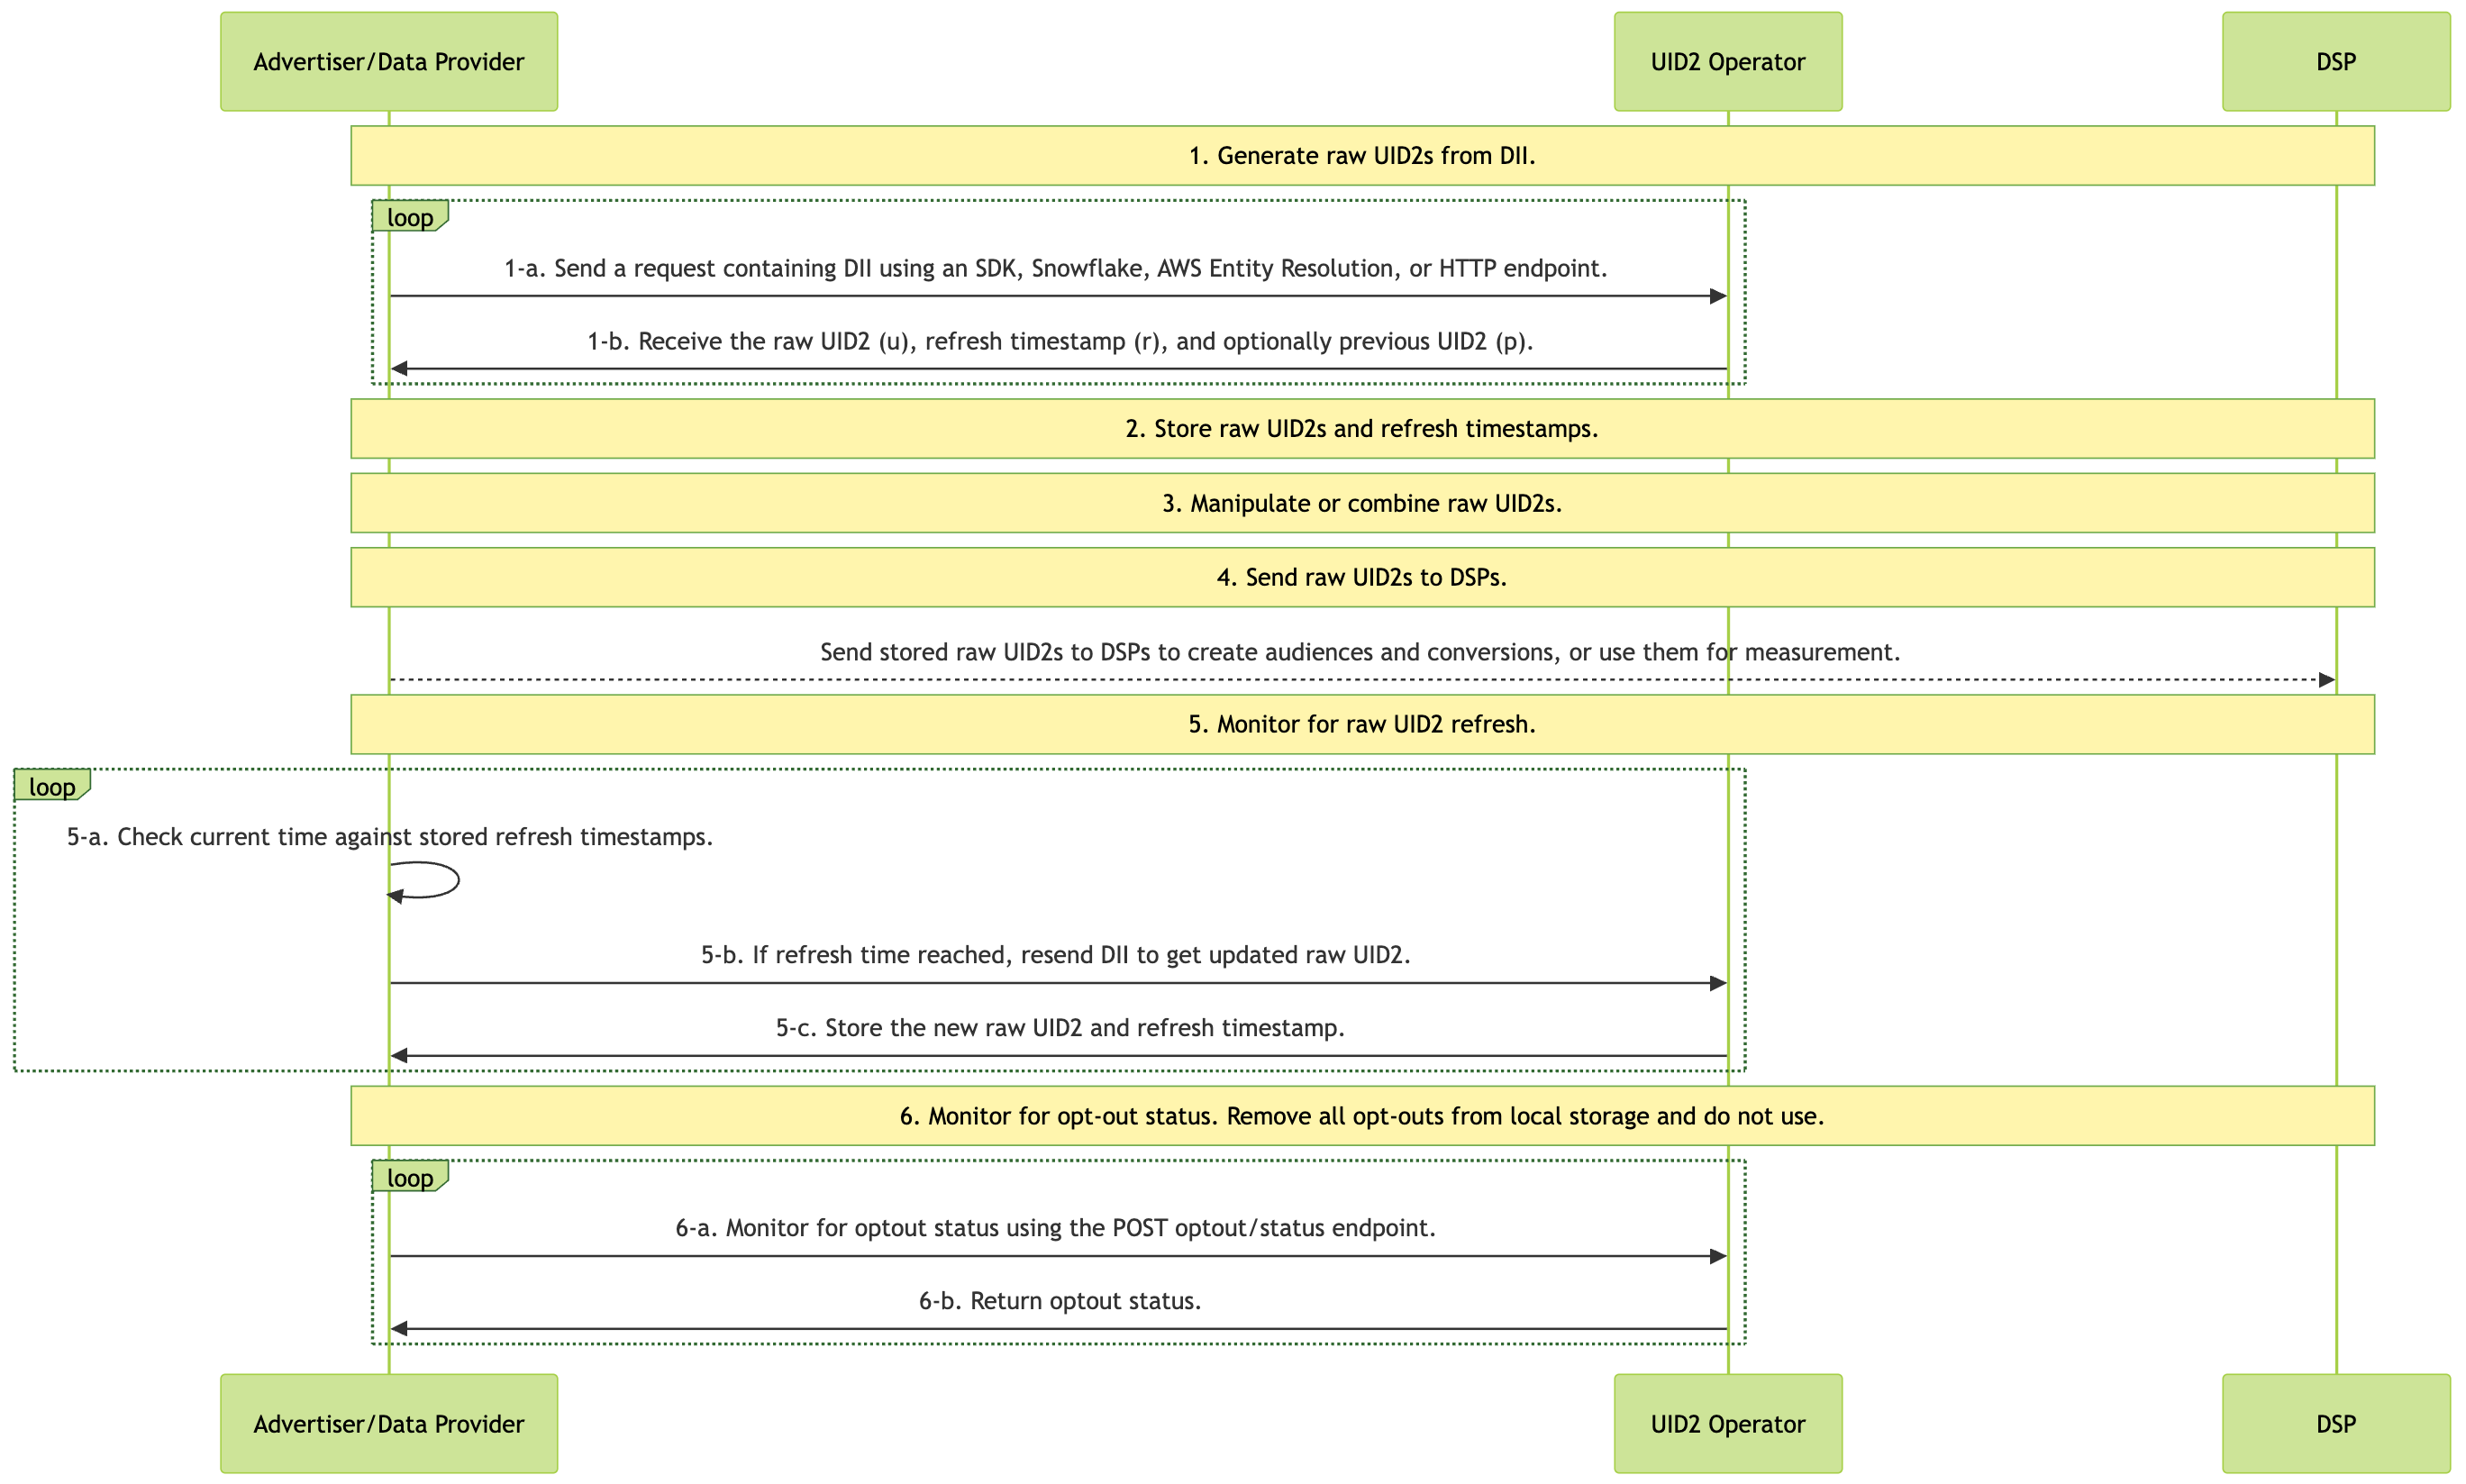 Advertiser/Data Provider
UID2 Operator
DSP
1. Generate raw UID2s from DII.
loop
1-a. Send a request containing DII using an SDK, Snowflake, AWS Entity Resolution, or HTTP endpoint.
1-b. Receive the raw UID2 (u), refresh timestamp (r), and optionally previous UID2 (p).
2. Store raw UID2s and refresh timestamps.
3. Manipulate or combine raw UID2s.
4. Send raw UID2s to DSPs.
Send stored raw UID2s to DSPs to create audiences and conversions, or use them for measurement.
5. Monitor for raw UID2 refresh.
loop
5-a. Check current time against stored refresh timestamps.
5-b. If refresh time reached, resend DII to get updated raw UID2.
5-c. Store the new raw UID2 and refresh timestamp.
6. Monitor for opt-out status. Remove all opt-outs from local storage and do not use.
loop
6-a. Monitor for optout status using the POST optout/status endpoint.
6-b. Return optout status.
Advertiser/Data Provider
UID2 Operator
DSP